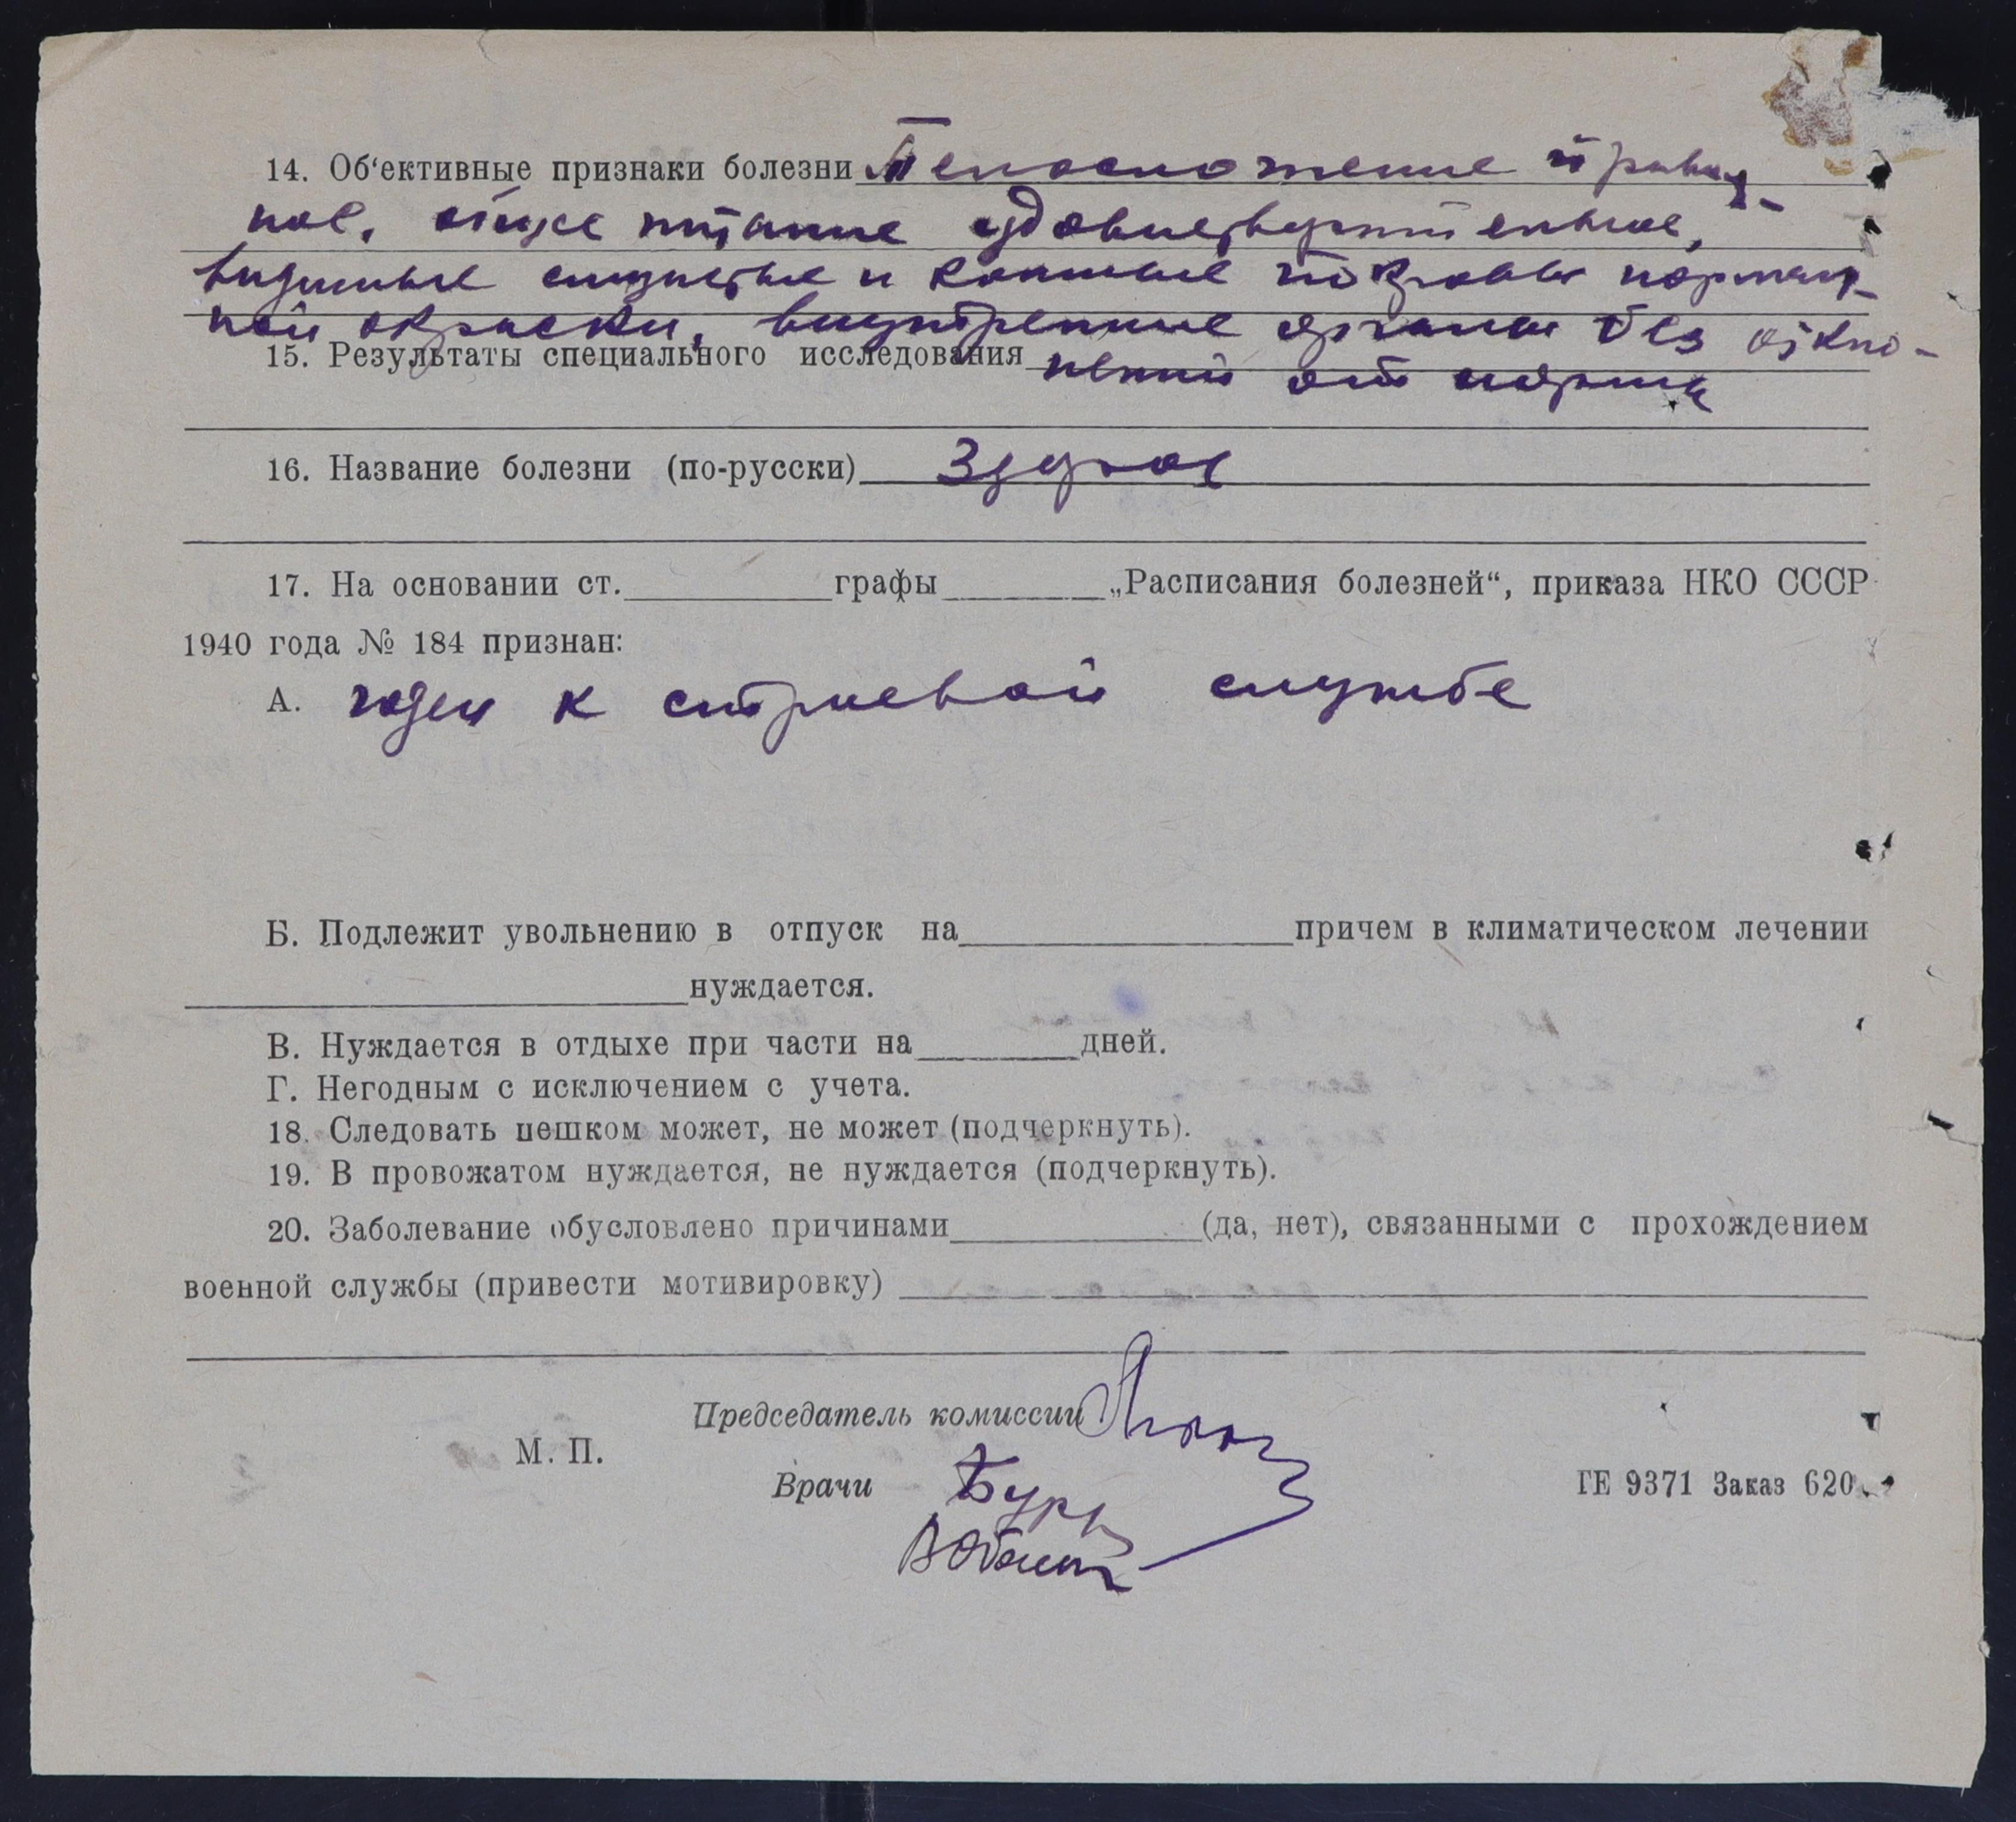 14. Об‘ективные признаки болезни Телосложение правиль-
ное, общее питание удовлетворительное,
видимые слизистые и кожные покровы нормаль-
ной окраски, внутренние органы без откло-
15. Результаты специального исследования нений от нормы
16. Название болезни (по-русски) Здоров
17. На основании ст. графы „Расписания болезней“, приказа НКО СССР
1940 года № 184 признан:
А. годен к строевой службе
Б. Подлежит увольнению в отпуск на причем в климатическом лечении
нуждается.
В. Нуждается в отдыхе при части на дней.
Г. Негодным с исключением с учета.
18. Следовать пешком может, не может (подчеркнуть).
19. В провожатом нуждается, не нуждается (подчеркнуть).
20. Заболевание обусловлено причинами (да, нет), связанными с прохождением
военной службы (привести мотивировку)
Председатель комиссии
М. П.
Врачи
ГЕ 9371 Заказ 620